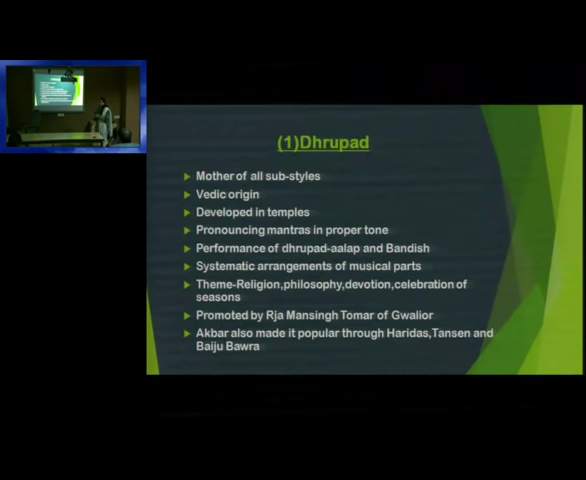 (1)Dhrupad
Mother of all sub-styles
Vedic origin
Developed in temples
Pronouncing mantras in proper tone
Performance of dhrupad-aalap and Bandish
Systematic arrangements of musical parts
Theme-Religion,philosophy,devotion,celebration of
seasons
Promoted by Rja Mansingh Tomar of Gwalior
Akbar also made it popular through Haridas,Tansen and
Baiju Bawra